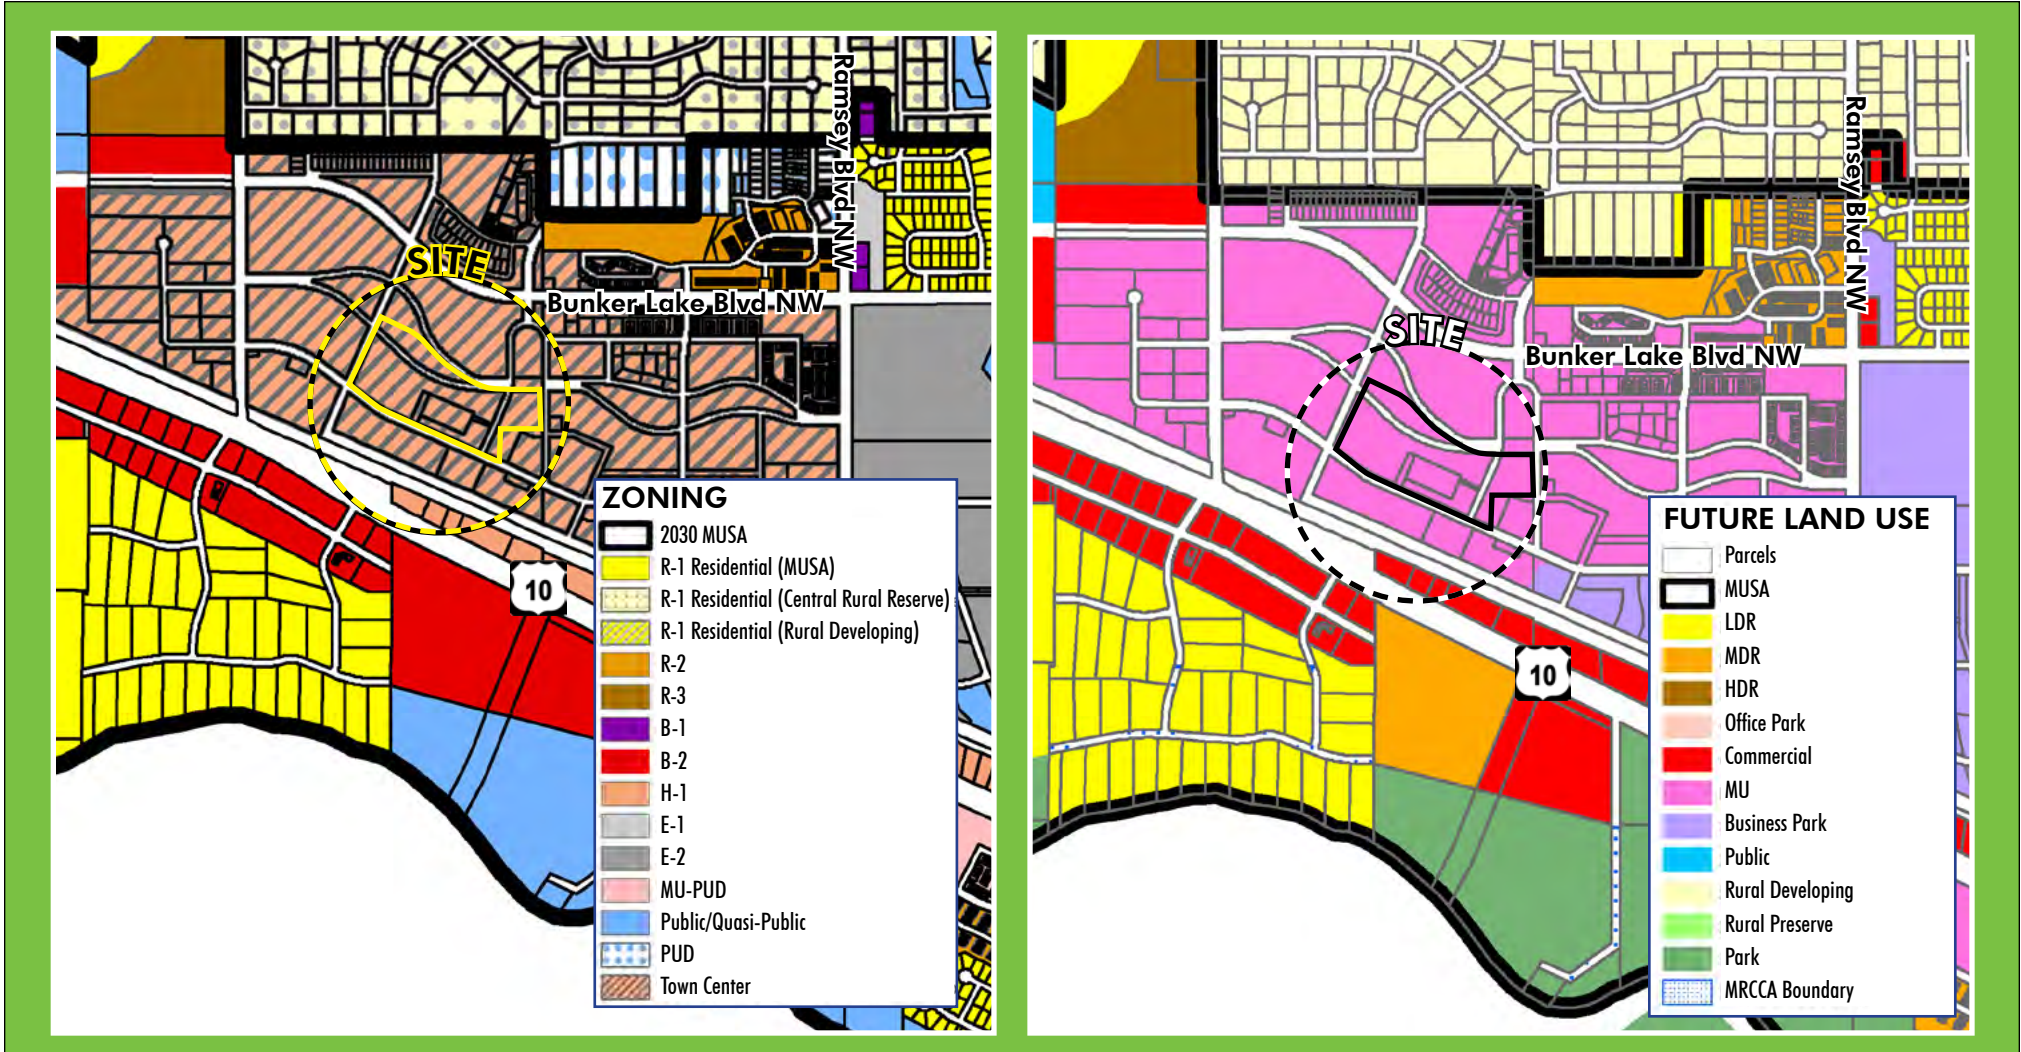 Ramsey Blvd NW
SITE
Bunker Lake Blvd NW
10
ZONING
2030 MUSA
R-1 Residential (MUSA)
R-1 Residential (Central Rural Reserve)
R-1 Residential (Rural Developing)
R-2
R-3
B-1
B-2
H-1
E-1
E-2
MU-PUD
Public/Quasi-Public
PUD
Town Center
Ramsey Blvd NW
SITE
Bunker Lake Blvd NW
10
FUTURE LAND USE
Parcels
MUSA
LDR
MDR
HDR
Office Park
Commercial
MU
Business Park
Public
Rural Developing
Rural Preserve
Park
MRCCA Boundary